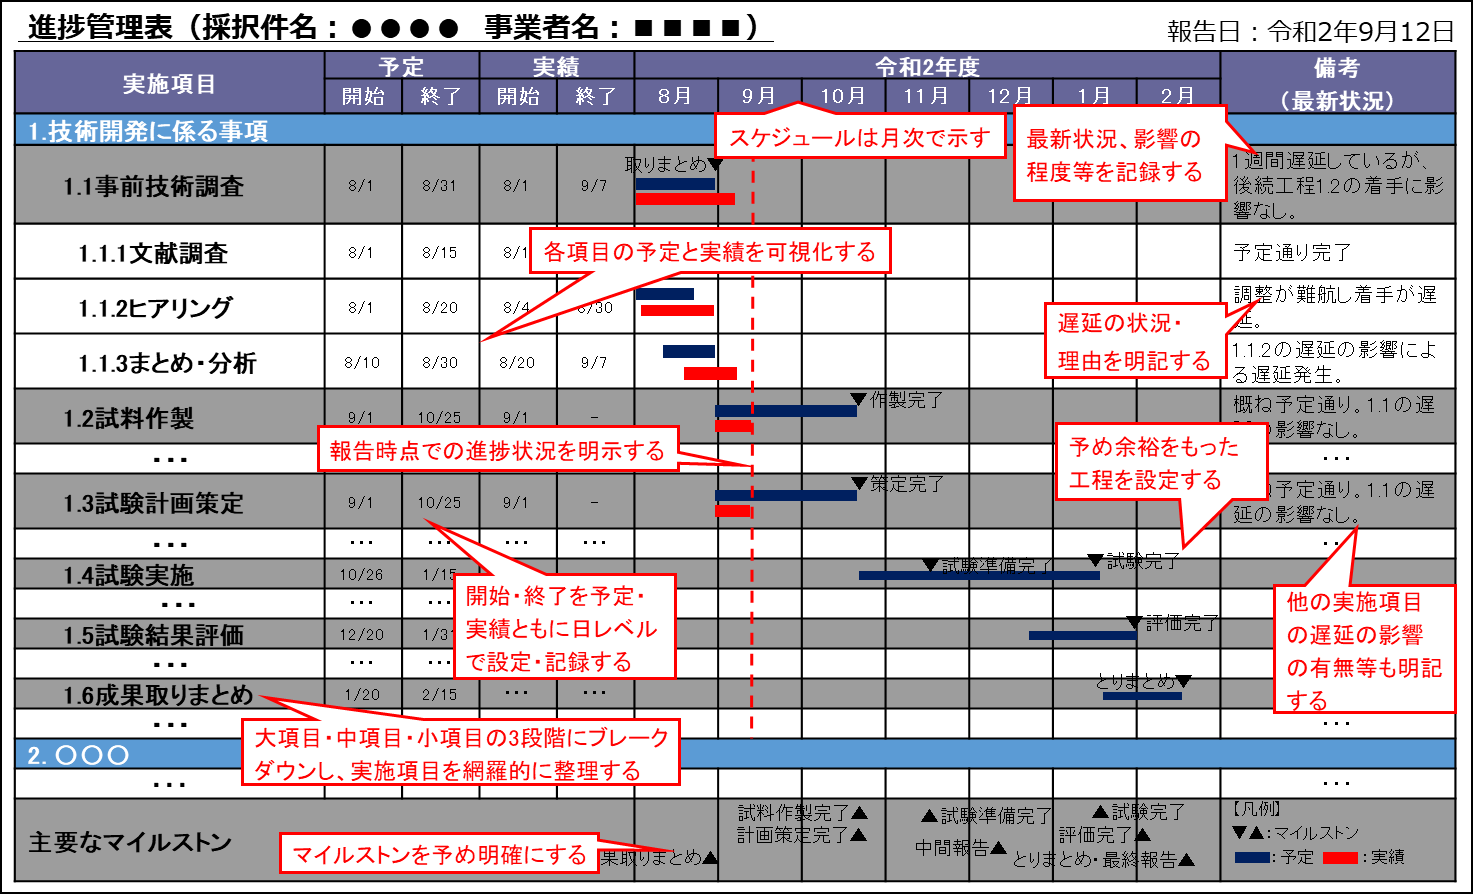 進捗管理表（採択件名：●●●● 事業者名：■■■■）
報告日：令和2年9月12日
実施項目 予定 実績 令和2年度 備考
（最新状況）
開始 終了 開始 終了 8月 9月 10月 11月 12月 1月 2月
スケジュールは月次で示す
最新状況、影響の
程度等を記録する
1.技術開発に係る事項
1.1事前技術調査 8/1 8/31 8/1 9/7 取りまとめ▼
1週間遅延しているが、
後続工程1.2の着手に影
響なし。
1.1.1文献調査 8/1 8/15 8/1 予定通り完了
各項目の予定と実績を可視化する
1.1.2ヒアリング 8/1 8/20 8/4 8/30
調整が難航し着手が遅
延。
遅延の状況・
理由を明記する
1.1.3まとめ・分析 8/10 8/30 8/20 9/7
1.1.2の遅延の影響によ
る遅延発生。
1.2試料作製 9/1 10/25 9/1 － ▼作製完了
概ね予定通り。1.1の遅
の影響なし。
報告時点での進捗状況を明示する
予め余裕をもった
工程を設定する
・・・ ・・・
1.3試験計画策定 9/1 10/25 9/1 － ▼策定完了
予定通り。1.1の遅
延の影響なし。
・・・ ・・・ ・・・ ・・・ ・・・
1.4試験実施 10/26 1/15 ▼試験準備完了 ▼試験完了
・・・ ・・・ ・・・
開始・終了を予定・
実績ともに日レベル
で設定・記録する
他の実施項目
の遅延の影響
の有無等も明記
する
1.5試験結果評価 12/20 1/31 ▼評価完了
・・・ ・・・ ・・・
1.6成果取りまとめ 1/20 2/15 ・・・ ・・・ とりまとめ▼
・・・ ・・・
大項目・中項目・小項目の3段階にブレーク
ダウンし、実施項目を網羅的に整理する
2. 〇〇〇
・・・ ・・・
主要なマイルストン
マイルストンを予め明確にする
果取りまとめ▲
試料作製完了▲
計画策定完了▲
▲試験準備完了
中間報告▲
▲試験完了
評価完了▲
とりまとめ・最終報告▲
【凡例】
▼▲：マイルストン
：予定 ：実績